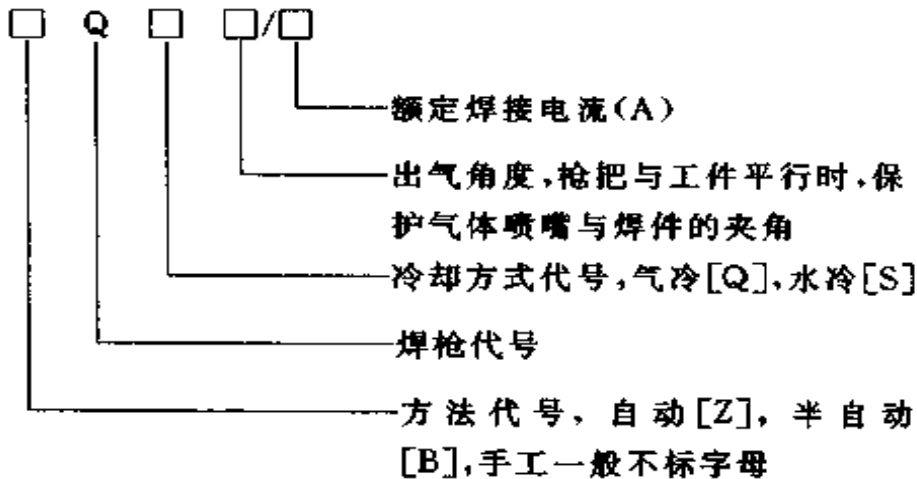 □ Q □ □/□
额定焊接电流(A)
出气角度,枪把与工件平行时,保
护气体喷嘴与焊件的夹角
冷却方式代号,气冷[Q]、水冷[S]
焊枪代号
方法代号、自动[Z],半自动
[B],手工一般不标字母